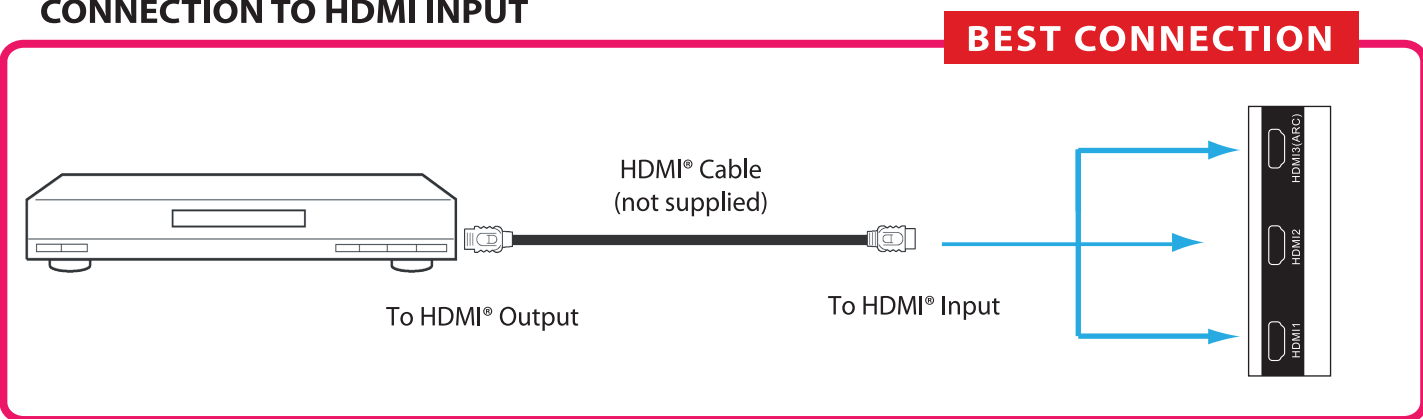 CONNECTION TO HDMI INPUT
BEST CONNECTION
HDMI® Cable
(not supplied)
To HDMI® Output
To HDMI® Input
HDMI3(ARC)
HDMI2
HDMI1